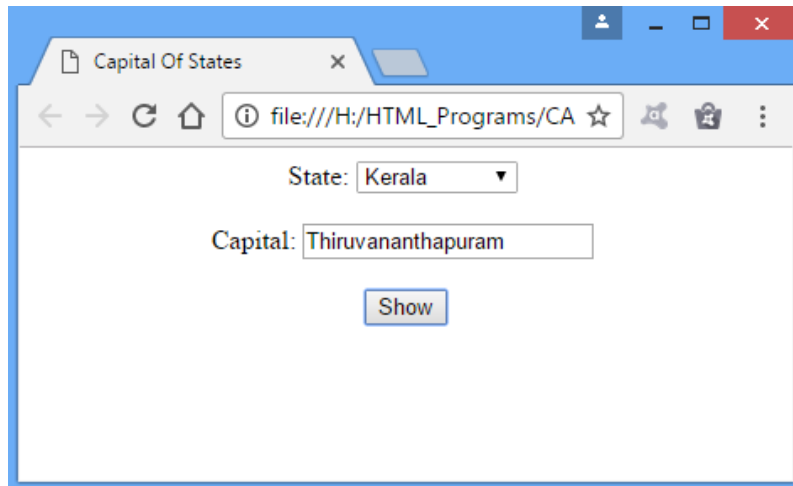 Capital Of States
file:///H:/HTML_Programs/CA
State: Kerala
Capital: Thiruvananthapuram
Show